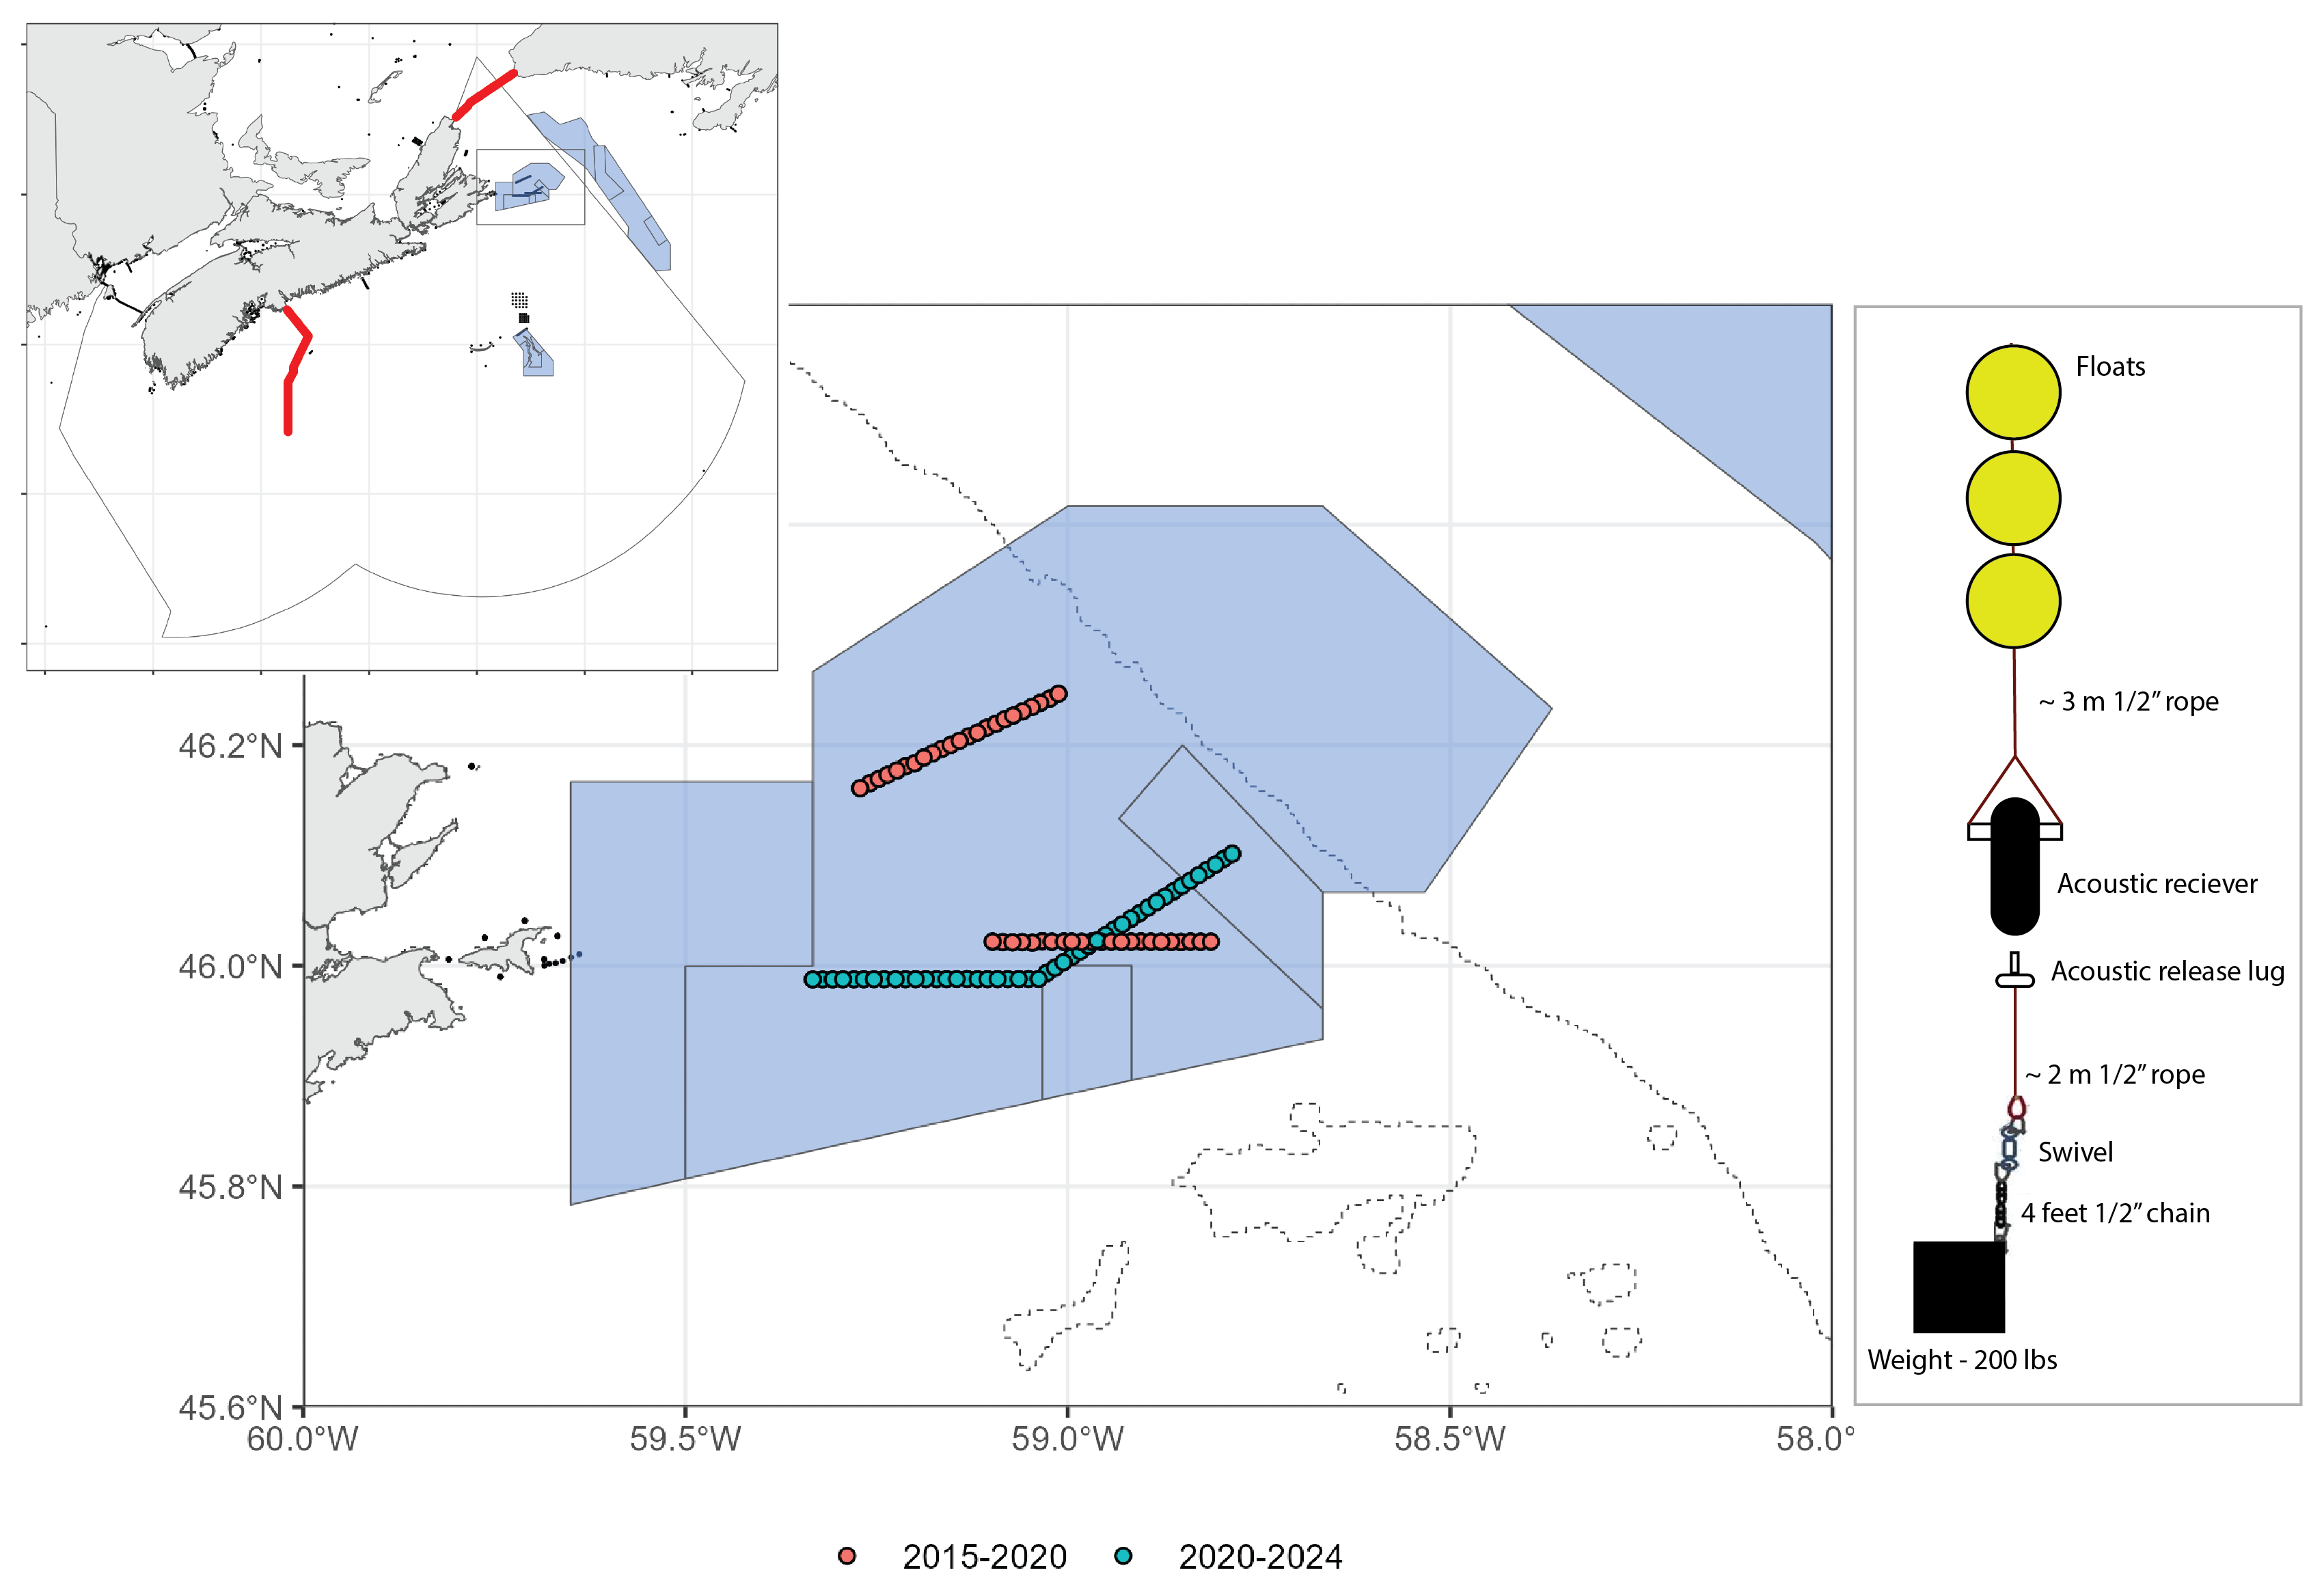 Floats
~ 3 m 1/2” rope
Acoustic reciever
Acoustic release lug
~ 2 m 1/2” rope
Swivel
4 feet 1/2” chain
Weight - 200 lbs
46.2°N
46.0°N
45.8°N
45.6°N
60.0°W 59.5°W 59.0°W 58.5°W 58.0°
2015-2020 2020-2024